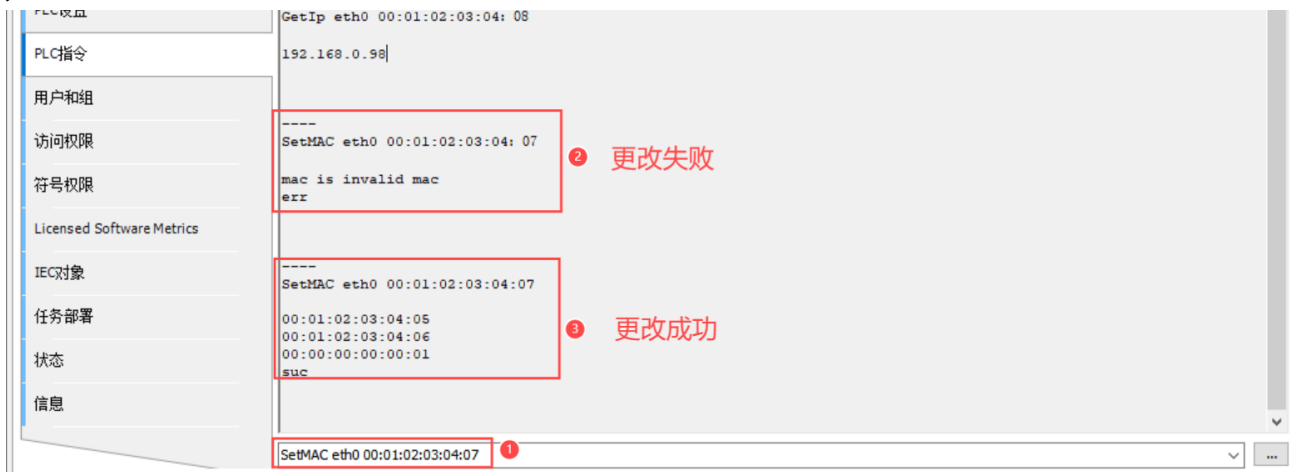 PLC设置
GetIp eth0 00:01:02:03:04：08
PLC指令
192.168.0.98
用户和组
----
访问权限
SetMAC eth0 00:01:02:03:04：07
2 更改失败
符号权限
mac is invalid mac
err
Licensed Software Metrics
IEC对象
----
SetMAC eth0 00:01:02:03:04:07
任务部署
00:01:02:03:04:05
3 更改成功
00:01:02:03:04:06
状态
00:00:00:00:00:01
suc
信息
SetMAC eth0 00:01:02:03:04:07
1
...